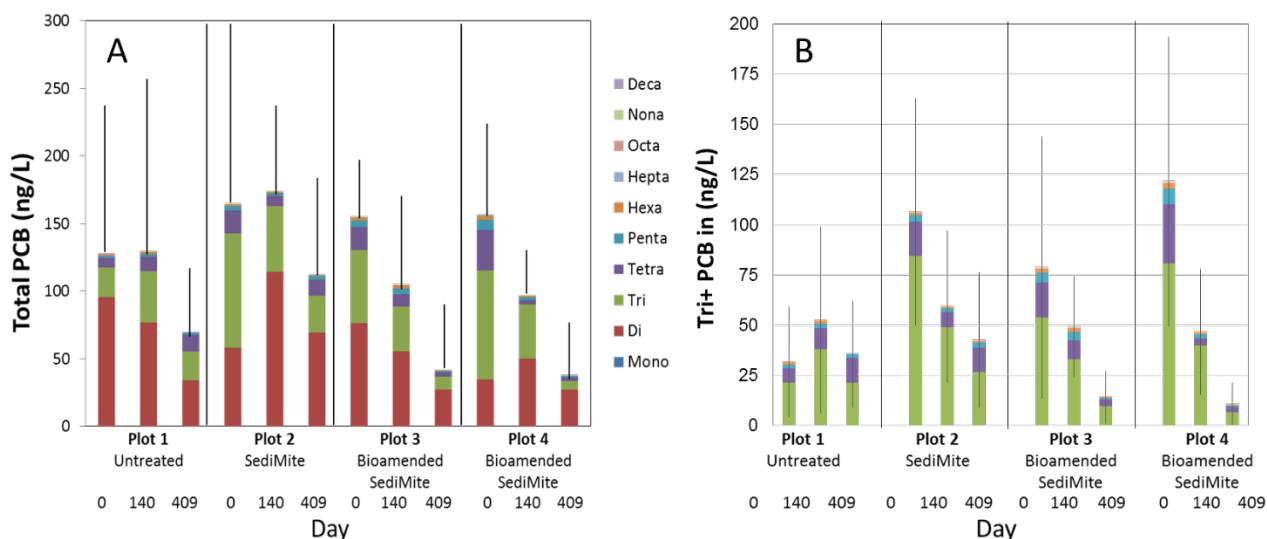 A
Total PCB (ng/L)
300
250
200
150
100
50
0
Plot 1
Untreated
Plot 2
SediMite
Plot 3
Bioamended
SediMite
Plot 4
Bioamended
SediMite
0 140 409 0 140 409 0 140 409 0 140 409
Day
Deca
Nona
Octa
Hepta
Hexa
Penta
Tetra
Tri
Di
Mono
B
Tri+ PCB in (ng/L)
200
175
150
125
100
75
50
25
0
Plot 1
Untreated
Plot 2
SediMite
Plot 3
Bioamended
SediMite
Plot 4
Bioamended
SediMite
0 140 409 0 140 409 0 140 409 0 140 409
Day